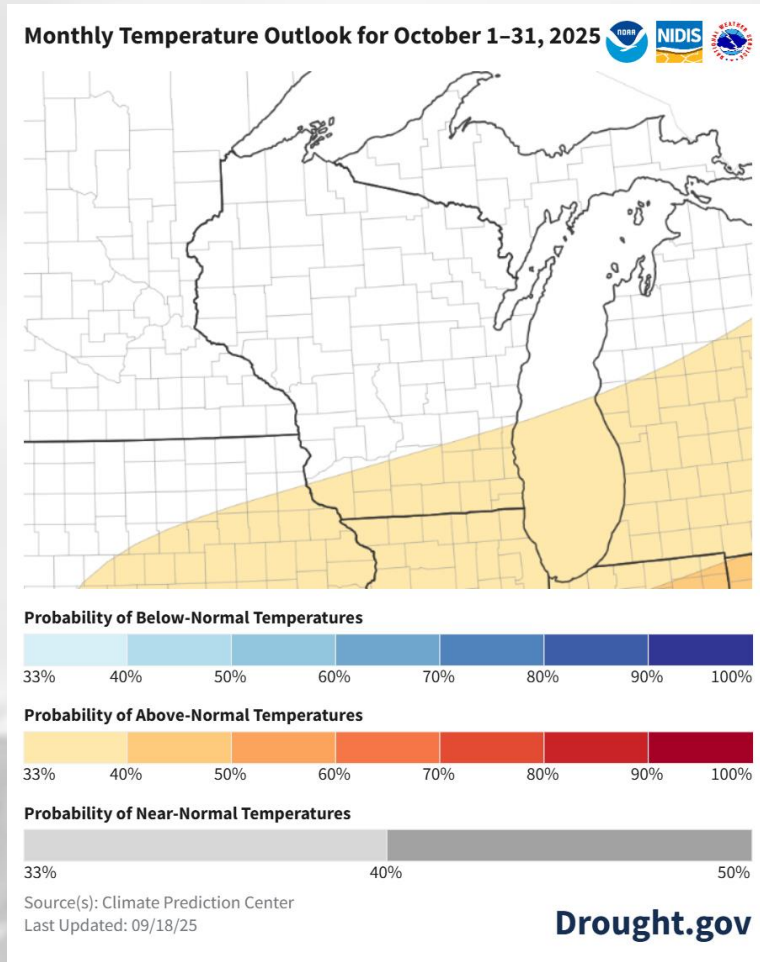 Monthly Temperature Outlook for October 1–31, 2025
NOAA
NIDIS
Probability of Below-Normal Temperatures
33% 40% 50% 60% 70% 80% 90% 100%
Probability of Above-Normal Temperatures
33% 40% 50% 60% 70% 80% 90% 100%
Probability of Near-Normal Temperatures
33% 40% 50%
Source(s): Climate Prediction Center
Last Updated: 09/18/25
Drought.gov